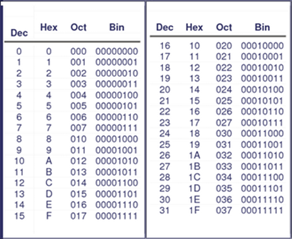 Dec Hex Oct Bin
0 0 000 00000000
1 1 001 00000001
2 2 002 00000010
3 3 003 00000011
4 4 004 00000100
5 5 005 00000101
6 6 006 00000110
7 7 007 00000111
8 8 010 00001000
9 9 011 00001001
10 A 012 00001010
11 B 013 00001011
12 C 014 00001100
13 D 015 00001101
14 E 016 00001110
15 F 017 00001111
Dec Hex Oct Bin
16 10 020 00010000
17 11 021 00010001
18 12 022 00010010
19 13 023 00010011
20 14 024 00010100
21 15 025 00010101
22 16 026 00010110
23 17 027 00010111
24 18 030 00011000
25 19 031 00011001
26 1A 032 00011010
27 1B 033 00011011
28 1C 034 00011100
29 1D 035 00011101
30 1E 036 00011110
31 1F 037 00011111